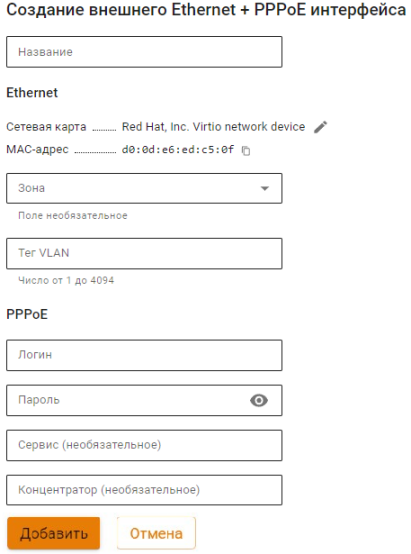 Создание внешнего Ethernet + PPPoE интерфейса
Название
Ethernet
Сетевая карта ........... Red Hat, Inc. Virtio network device
MAC-адрес ................... d0:0d:e6:ed:c5:0f
Зона
Поле необязательное
Тег VLAN
Число от 1 до 4094
PPPoE
Логин
Пароль
Сервис (необязательное)
Концентратор (необязательное)
Добавить Отмена